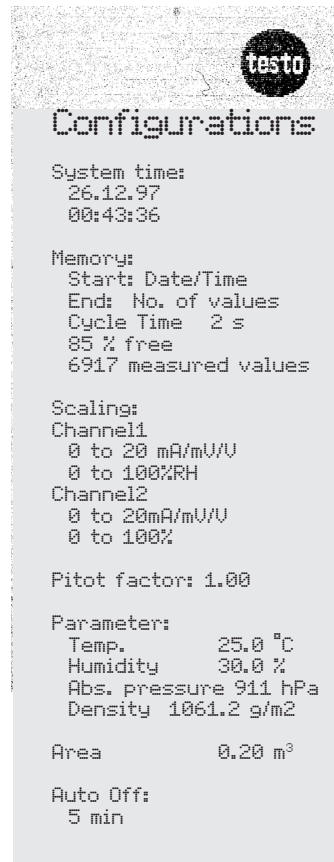 testo
Configurations
System time:
26.12.97
00:43:36
Memory:
Start: Date/Time
End: No. of values
Cycle Time 2 s
85 % free
6917 measured values
Scaling:
Channel1
0 to 20 mA/mV/V
0 to 100%RH
Channel2
0 to 20mA/mV/V
0 to 100%
Pitot factor: 1.00
Parameter:
Temp. 25.0 °C
Humidity 30.0 %
Abs. pressure 911 hPa
Density 1061.2 g/m2
Area 0.20 m³
Auto Off:
5 min